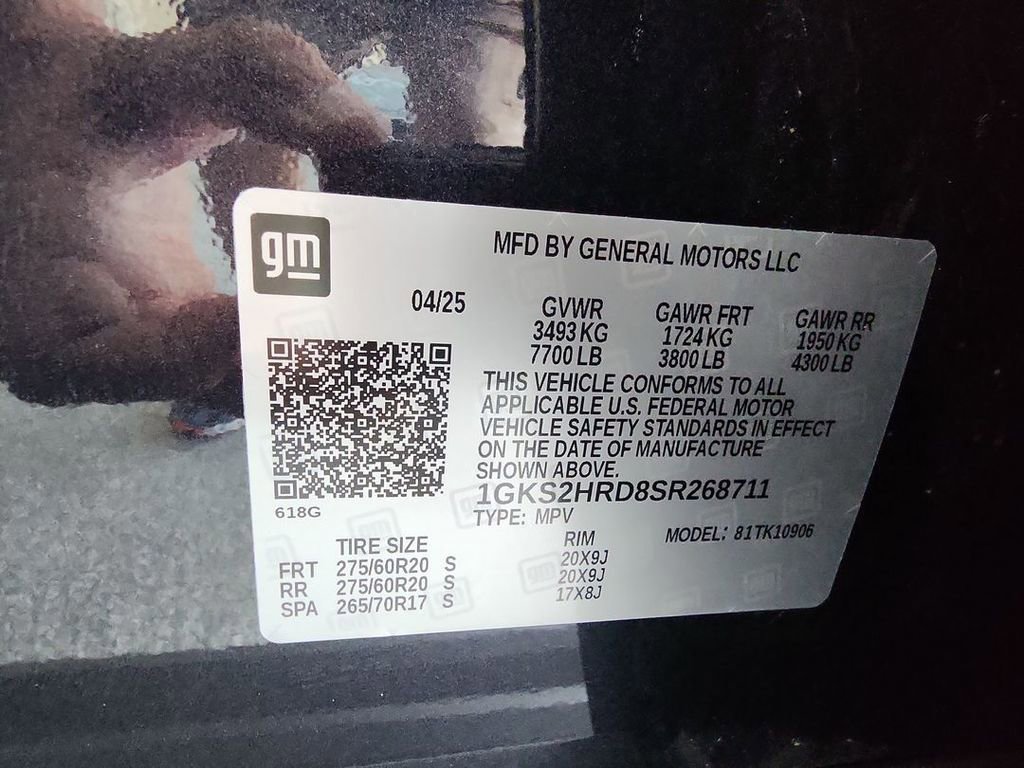 gm
MFD BY GENERAL MOTORS LLC
04/25 GVWR GAWR FRT GAWR RR
3493 KG 1724 KG 1950 KG
7700 LB 3800 LB 4300 LB
THIS VEHICLE CONFORMS TO ALL
APPLICABLE U.S. FEDERAL MOTOR
VEHICLE SAFETY STANDARDS IN EFFECT
ON THE DATE OF MANUFACTURE
SHOWN ABOVE.
1GKS2HRD8SR268711
618G
TYPE: MPV MODEL: 81TK10906
TIRE SIZE RIM
FRT 275/60R20 S 20X9J
RR 275/60R20 S 20X9J
SPA 265/70R17 S 17X8J